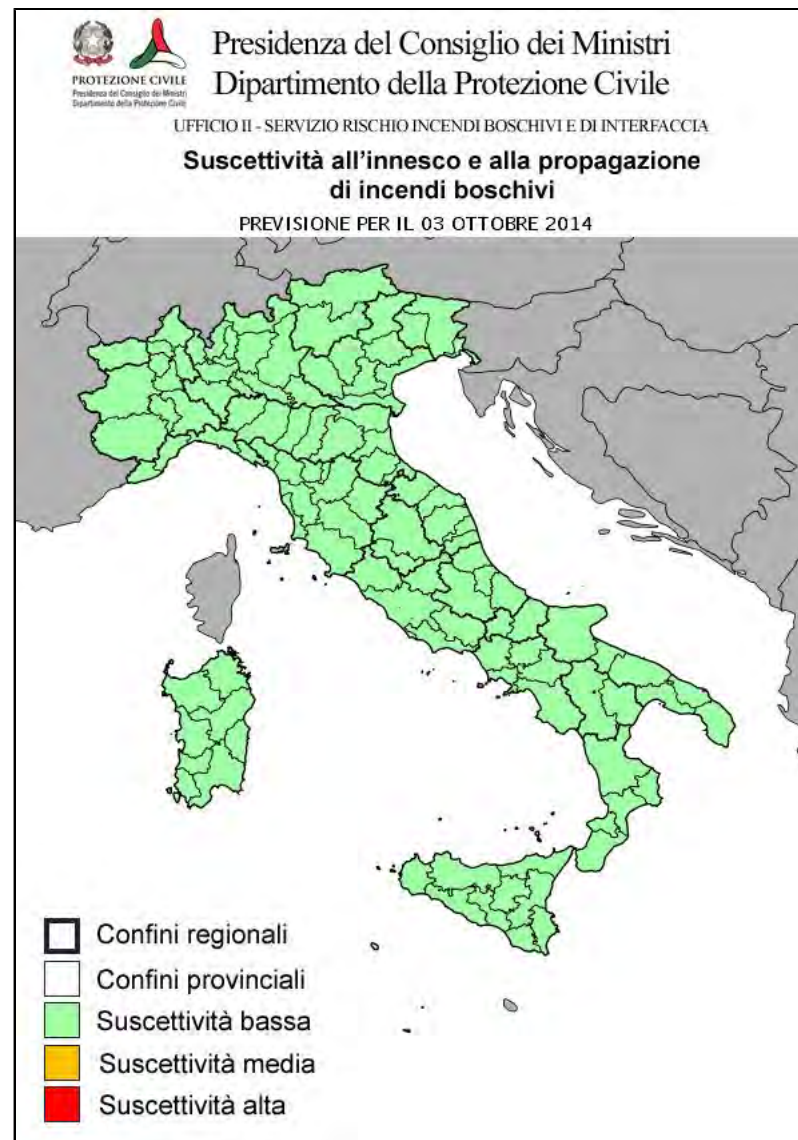 Presidenza del Consiglio dei Ministri
Dipartimento della Protezione Civile
PROTEZIONE CIVILE
Presidenza del Consiglio dei Ministri
Dipartimento della Protezione Civile
UFFICIO II - SERVIZIO RISCHIO INCENDI BOSCHIVI E DI INTERFACCIA
Suscettività all'innesco e alla propagazione
di incendi boschivi
PREVISIONE PER IL 03 OTTOBRE 2014
Confini regionali
Confini provinciali
Suscettività bassa
Suscettività media
Suscettività alta